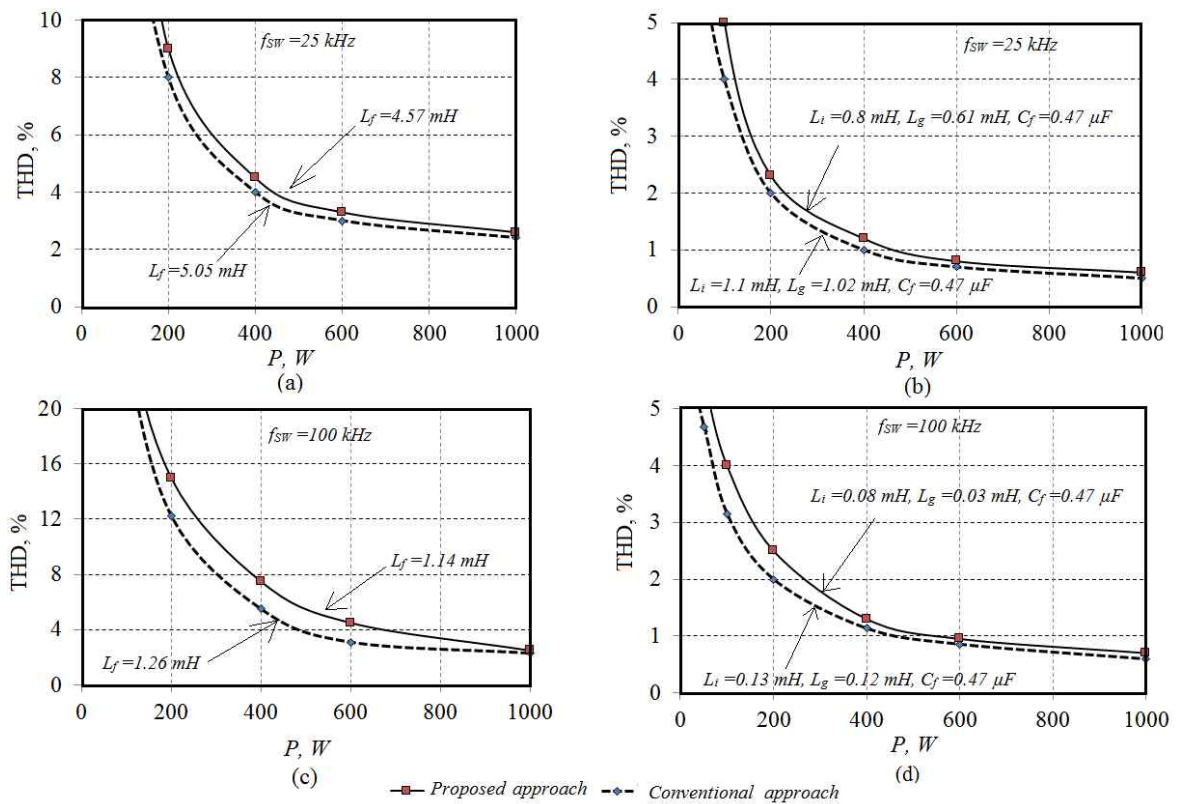 10
8
6
4
2
0
THD, %
f_SW =25 kHz
L_f =4.57 mH
L_f =5.05 mH
0 200 400 600 800 1000
P, W
(a)
5
4
3
2
1
0
THD, %
f_SW =25 kHz
L_i =0.8 mH, L_g =0.61 mH, C_f =0.47 µF
L_i =1.1 mH, L_g =1.02 mH, C_f =0.47 µF
0 200 400 600 800 1000
P, W
(b)
20
16
12
8
4
0
THD, %
f_SW =100 kHz
L_f =1.14 mH
L_f =1.26 mH
0 200 400 600 800 1000
P, W
(c)
5
4
3
2
1
0
THD, %
f_SW =100 kHz
L_i =0.08 mH, L_g =0.03 mH, C_f =0.47 µF
L_i =0.13 mH, L_g =0.12 mH, C_f =0.47 µF
0 200 400 600 800 1000
P, W
(d)
Proposed approach Conventional approach